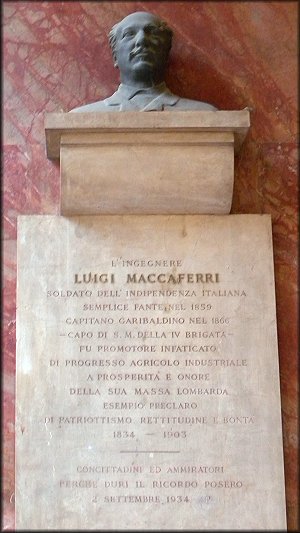 L'INGEGNERE
LUIGI MACCAFERRI
SOLDATO DELL'INDIPENDENZA ITALIANA
SEMPLICE FANTE NEL 1859
CAPITANO GARIBALDINO NEL 1866
—CAPO DI S. M. DELLA IV BRIGATA—
FU PROMOTORE INFATICATO
DI PROGRESSO AGRICOLO INDUSTRIALE
A PROSPERITÀ E ONORE
DELLA SUA MASSA LOMBARDA
ESEMPIO PRECLARO
DI PATRIOTTISMO RETTITUDINE E BONTÀ
1834 — 1903
CONCITTADINI ED AMMIRATORI
PERCHÈ DURI IL RICORDO POSERO
2 SETTEMBRE 1934